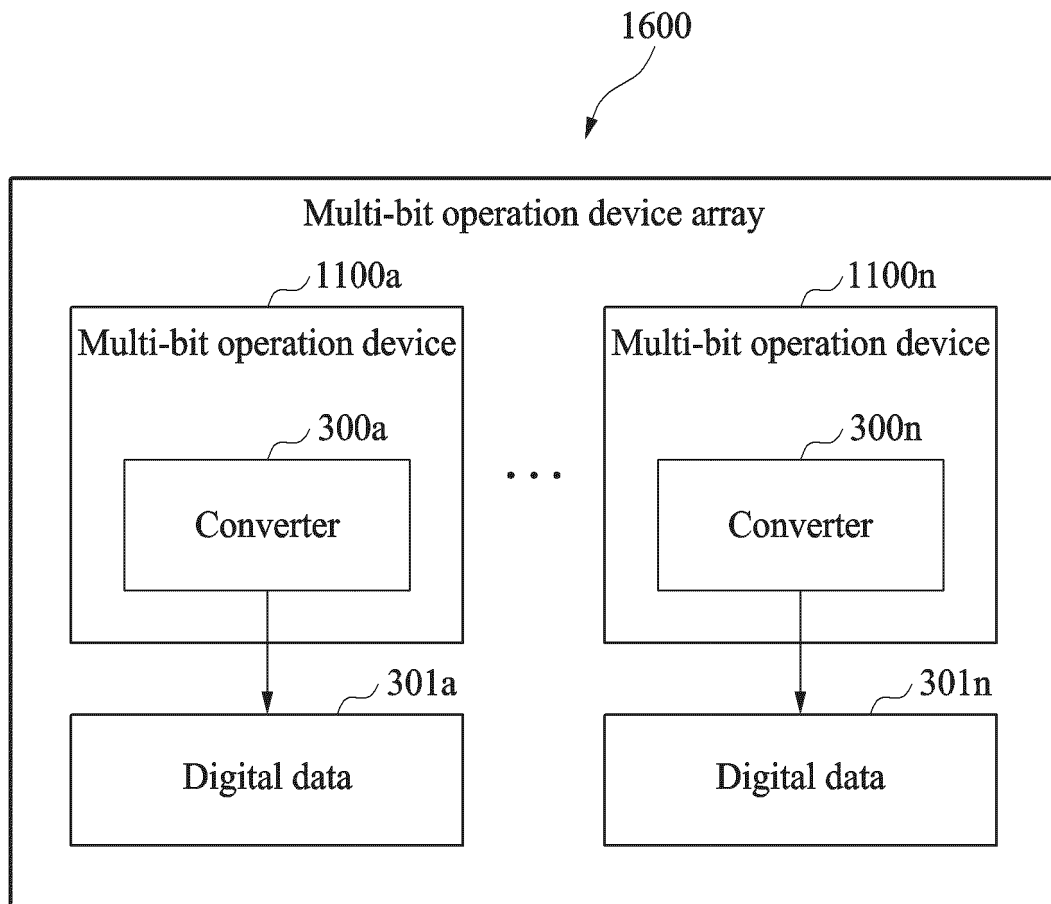 1600
Multi-bit operation device array
1100a
1100n
Multi-bit operation device
Multi-bit operation device
300a
300n
Converter
...
Converter
301a
301n
Digital data
Digital data